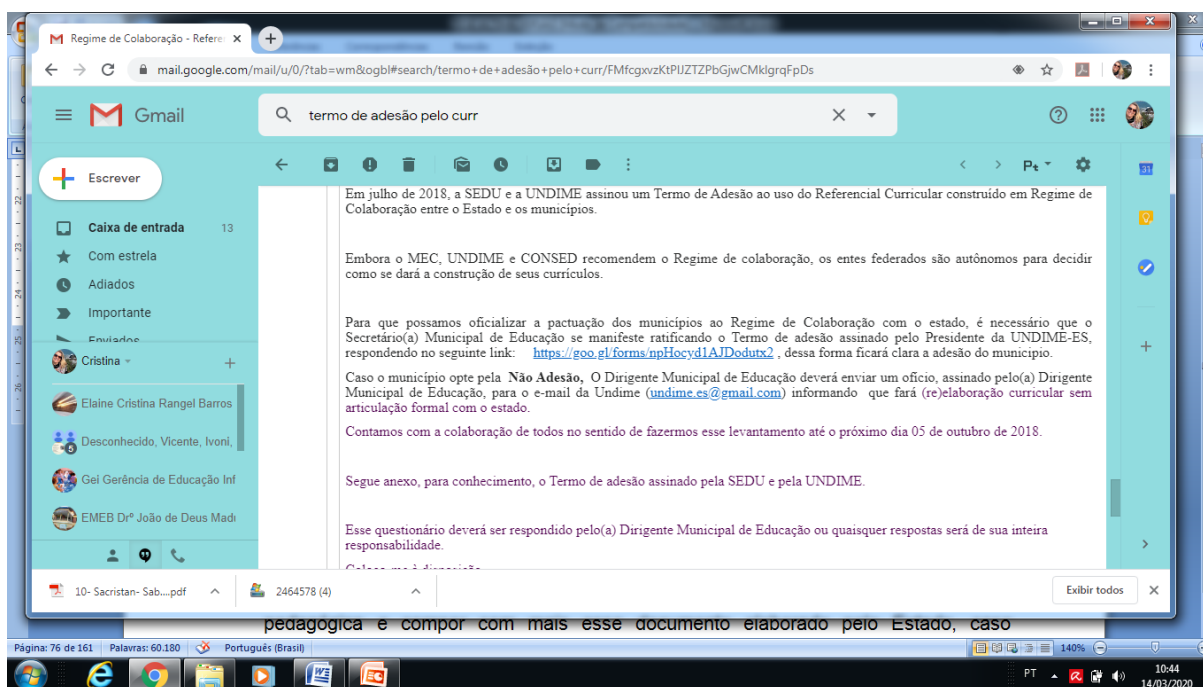 Regime de Colaboração - Refere
mail.google.com/mail/u/0/?tab=wm&ogbl#search/termo+de+adesão+pelo+curr/FMfcgxvzKtPlJZTZPbGjwCMklgrqFpDs
Gmail
termo de adesão pelo curr
Escrever
Pt
31
Caixa de entrada 13
Com estrela
Adiados
Importante
Enviados
Cristina
Elaine Cristina Rangel Barros
Desconhecido, Vicente, Ivoni,
Gei Gerência de Educação Inf
EMEB Drº João de Deus Madu
Em julho de 2018, a SEDU e a UNDIME assinou um Termo de Adesão ao uso do Referencial Curricular construído em Regime de
Colaboração entre o Estado e os municípios.
Embora o MEC, UNDIME e CONSED recomendem o Regime de colaboração, os entes federados são autônomos para decidir
como se dará a construção de seus currículos.
Para que possamos oficializar a pactuação dos municípios ao Regime de Colaboração com o estado, é necessário que o
Secretário(a) Municipal de Educação se manifeste ratificando o Termo de adesão assinado pelo Presidente da UNDIME-ES,
respondendo no seguinte link: https://goo.gl/forms/npHocyd1AJDodutx2 , dessa forma ficará clara a adesão do municipio.
Caso o município opte pela Não Adesão, O Dirigente Municipal de Educação deverá enviar um ofício, assinado pelo(a) Dirigente
Municipal de Educação, para o e-mail da Undime (undime.es@gmail.com) informando que fará (re)elaboração curricular sem
articulação formal com o estado.
Contamos com a colaboração de todos no sentido de fazermos esse levantamento até o próximo dia 05 de outubro de 2018.
Segue anexo, para conhecimento, o Termo de adesão assinado pela SEDU e pela UNDIME.
Esse questionário deverá ser respondido pelo(a) Dirigente Municipal de Educação ou quaisquer respostas será de sua inteira
responsabilidade.
10- Sacristan- Sab....pdf
2464578 (4)
Exibir todos
pedagógica e compor com mais esse documento elaborado pelo Estado, caso
Página: 76 de 161 Palavras: 60.180 Português (Brasil) 140%
PT 10:44
14/03/2020